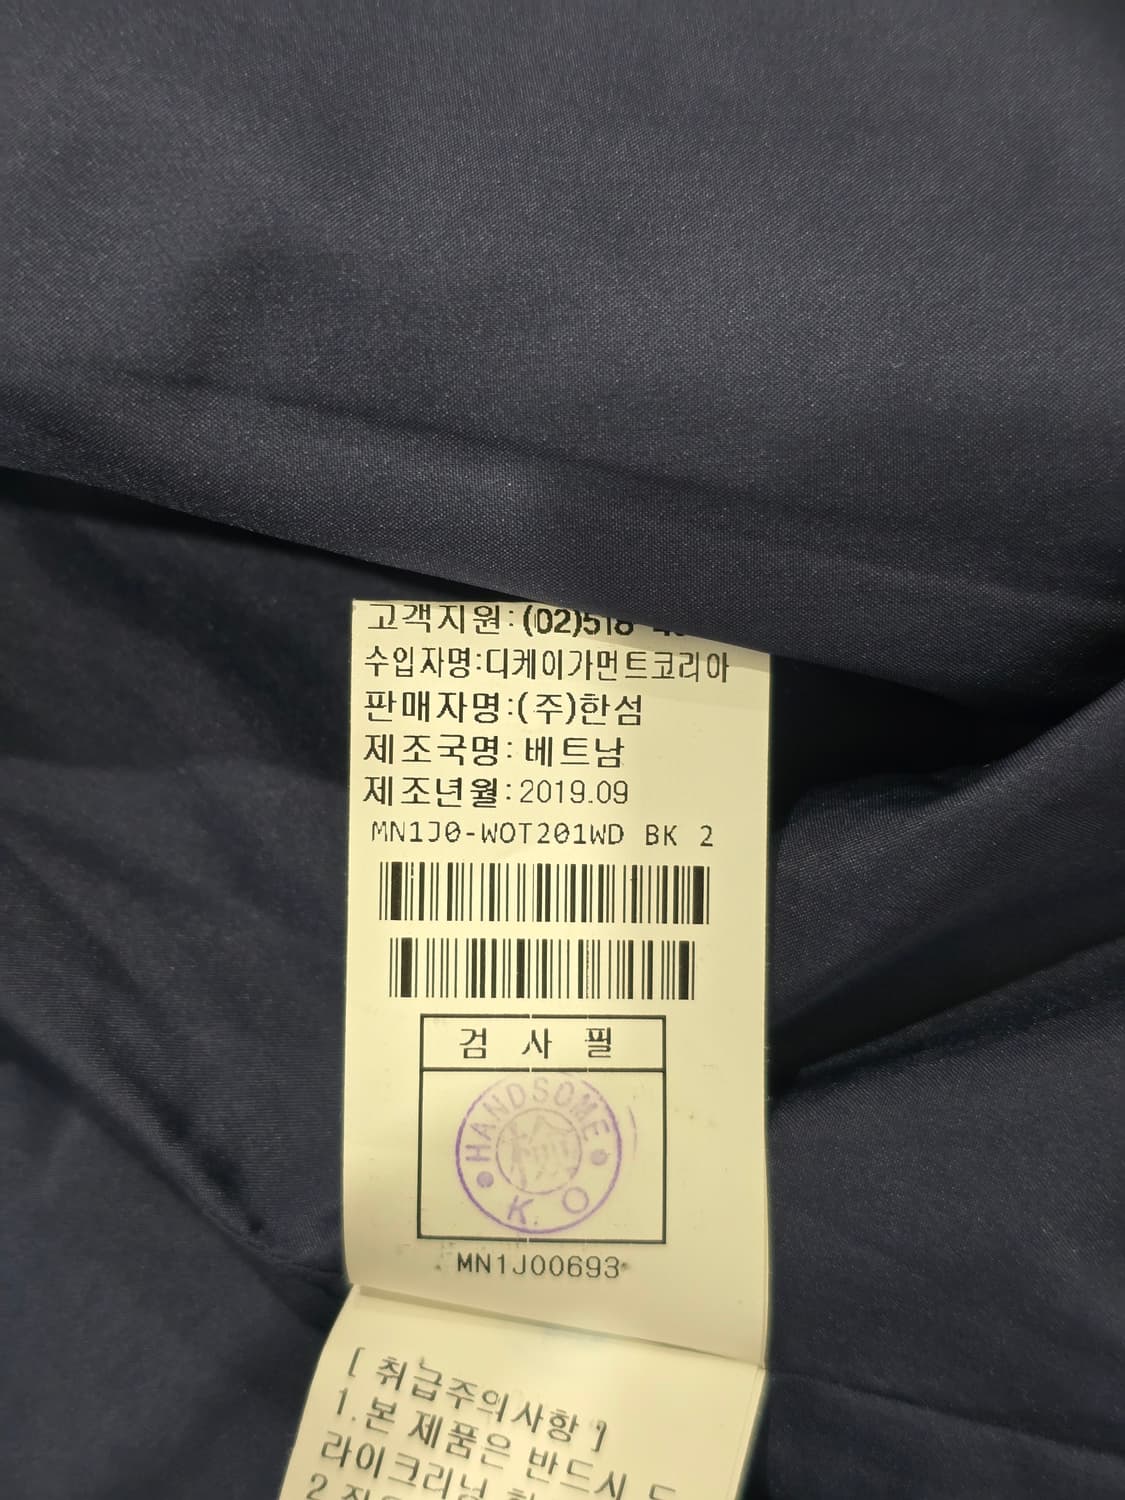 고객지원: (02)518
수입자명:디케이가먼트코리아
판매자명:(주)한섬
제조국명: 베트남
제조년월:2019.09
MN1J0-WOT201WD BK 2
검 사 필
HANDSOME
檢
K. O
MN1J00693
[ 취급주의사항 ]
1.본 제품은 반드시 드
라이크리닝
2